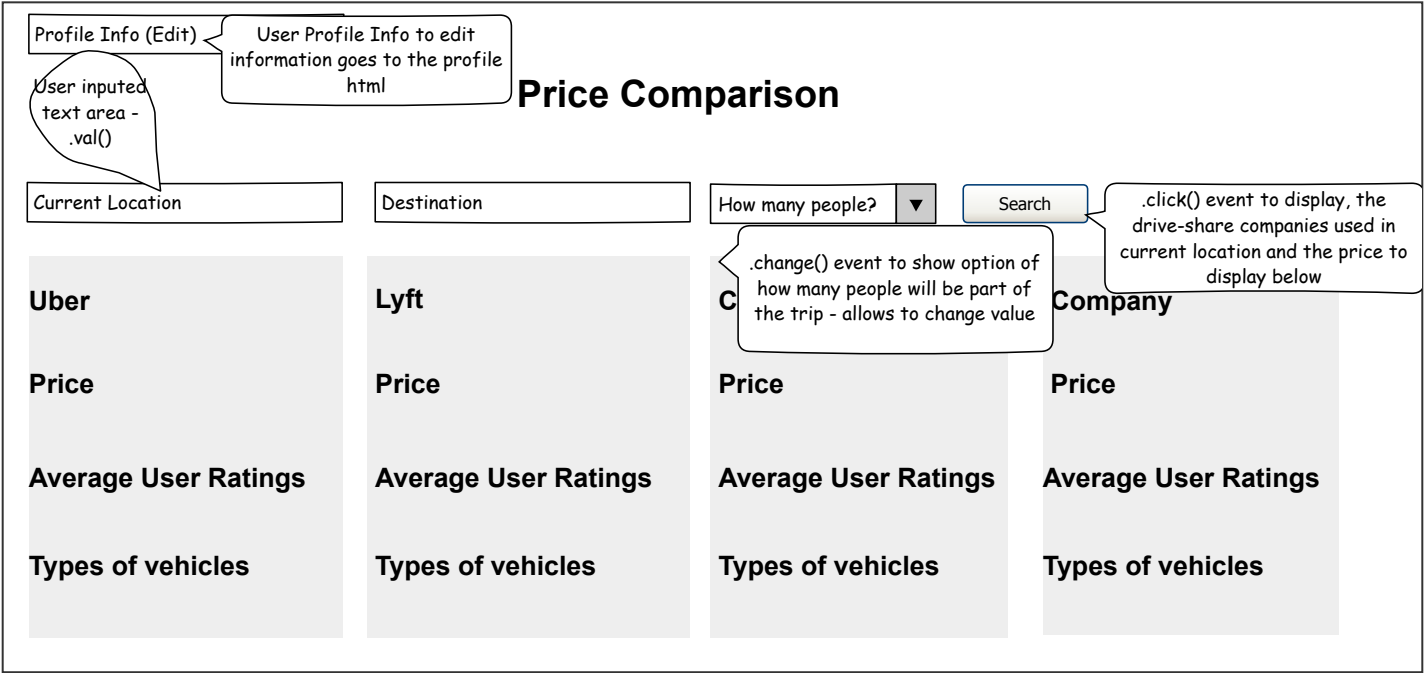 Profile Info (Edit)
User Profile Info to edit
information goes to the profile
html
User inputed
text area -
.val()
Price Comparison
Current Location
Destination
How many people?
Search
.click() event to display, the
drive-share companies used in
current location and the price to
display below
.change() event to show option of
how many people will be part of
the trip - allows to change value
Uber
Lyft
C
Company
Price
Price
Price
Price
Average User Ratings
Average User Ratings
Average User Ratings
Average User Ratings
Types of vehicles
Types of vehicles
Types of vehicles
Types of vehicles